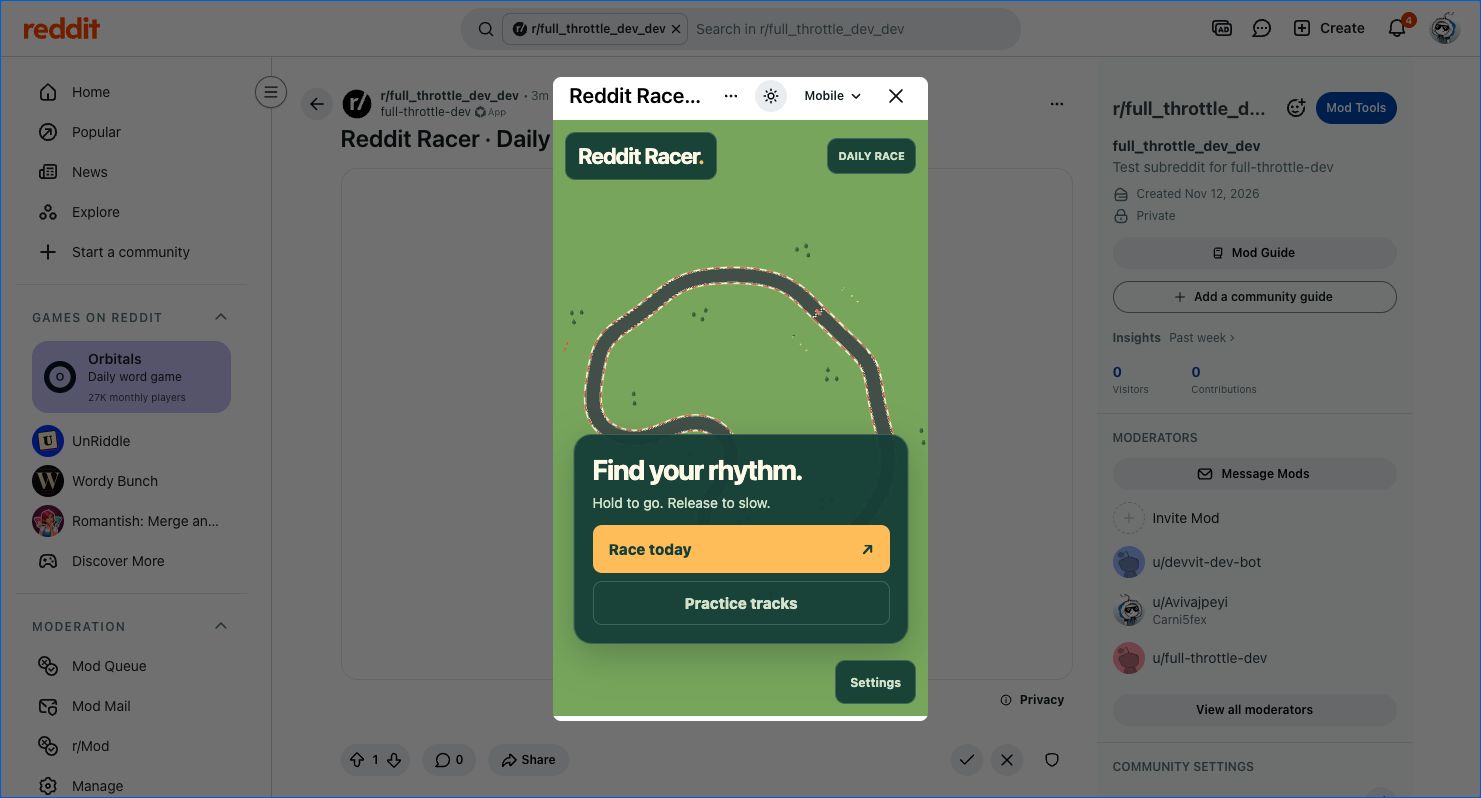 reddit
r/full_throttle_dev_dev
Search in r/full_throttle_dev_dev
AD
Create
4
Home
Popular
News
Explore
Start a community
GAMES ON REDDIT
Orbitals
Daily word game
27K monthly players
UnRiddle
Wordy Bunch
Romantish: Merge an...
Discover More
MODERATION
Mod Queue
Mod Mail
r/Mod
Manage
r/full_throttle_dev_dev • 3m
full-throttle-dev App
Reddit Racer · Daily
Reddit Race...
Mobile
Reddit Racer.
DAILY RACE
Find your rhythm.
Hold to go. Release to slow.
Race today
Practice tracks
Settings
Privacy
1
0
Share
r/full_throttle_d...
Mod Tools
full_throttle_dev_dev
Test subreddit for full-throttle-dev
Created Nov 12, 2026
Private
Mod Guide
Add a community guide
Insights Past week >
0 0
Visitors Contributions
MODERATORS
Message Mods
Invite Mod
u/devvit-dev-bot
u/Avivajpeyi
Carni5fex
u/full-throttle-dev
View all moderators
COMMUNITY SETTINGS